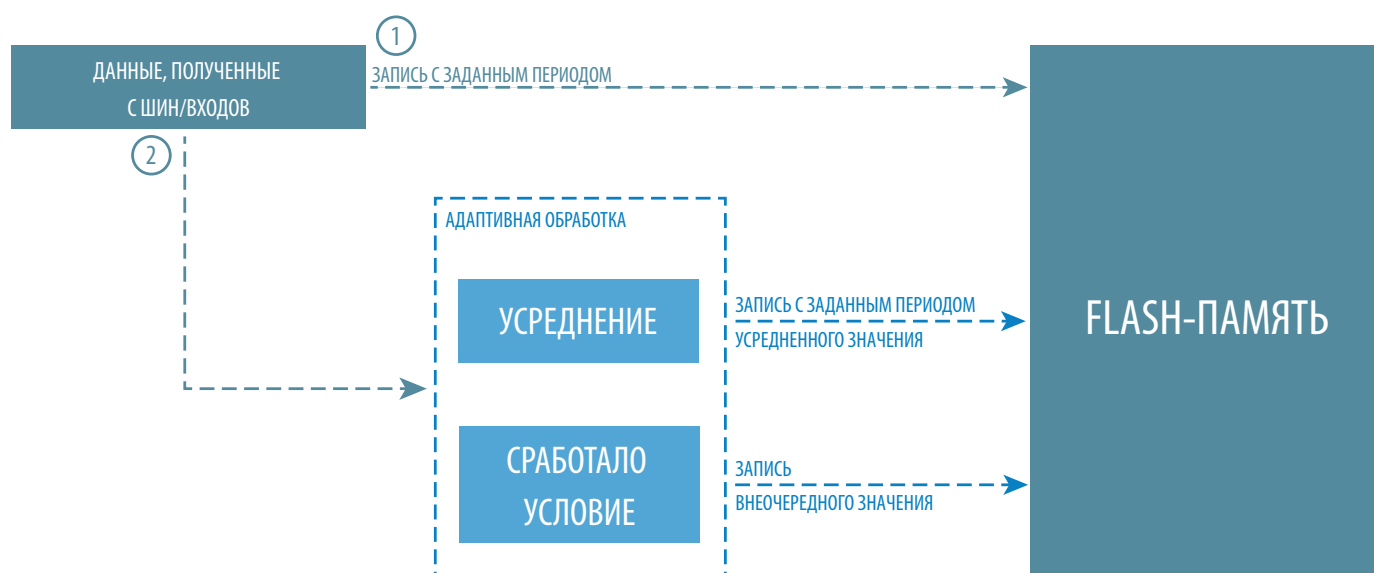 1
ДАННЫЕ, ПОЛУЧЕННЫЕ
С ШИН/ВХОДОВ
ЗАПИСЬ С ЗАДАННЫМ ПЕРИОДОМ
2
АДАПТИВНАЯ ОБРАБОТКА
УСРЕДНЕНИЕ
ЗАПИСЬ С ЗАДАННЫМ ПЕРИОДОМ
УСРЕДНЕННОГО ЗНАЧЕНИЯ
FLASH-ПАМЯТЬ
СРАБОТАЛО
УСЛОВИЕ
ЗАПИСЬ
ВНЕОЧЕРЕДНОГО ЗНАЧЕНИЯ